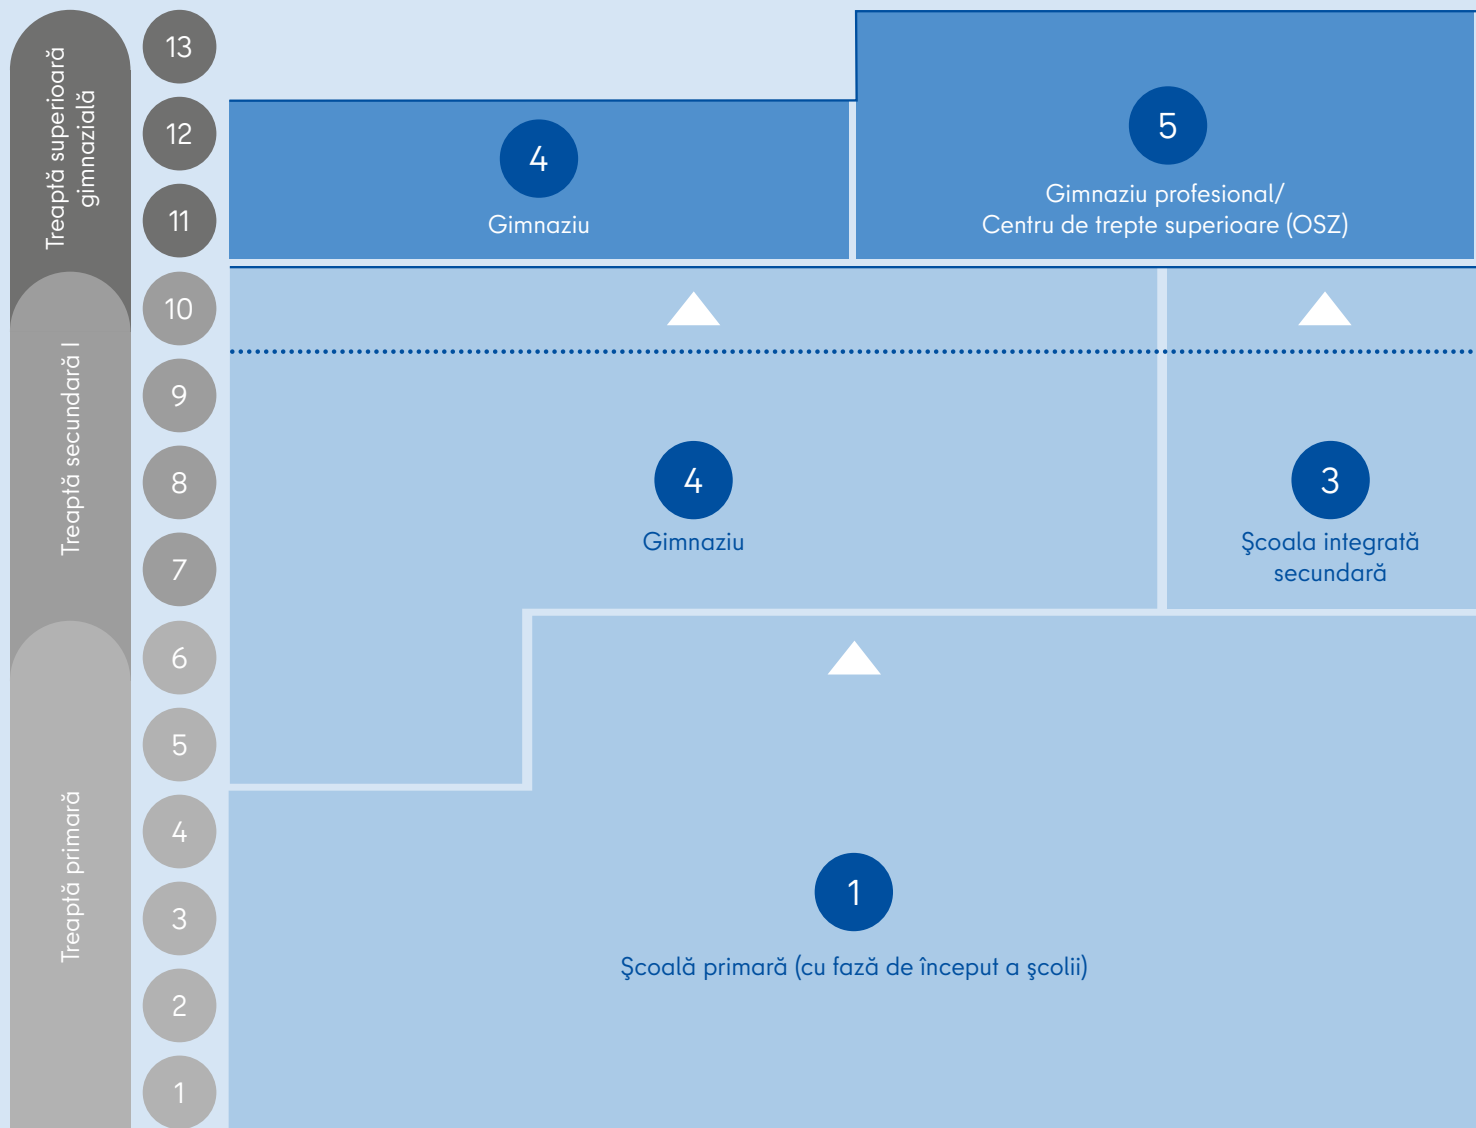 Treaptă superioară
gimnazială
Treaptă secundară I
Treaptă primară
13
12
11
10
9
8
7
6
5
4
3
2
1
4
Gimnaziu
5
Gimnaziu profesional/
Centru de trepte superioare (OSZ)
4
Gimnaziu
3
Şcoala integrată
secundară
1
Şcoală primară (cu fază de început a şcolii)